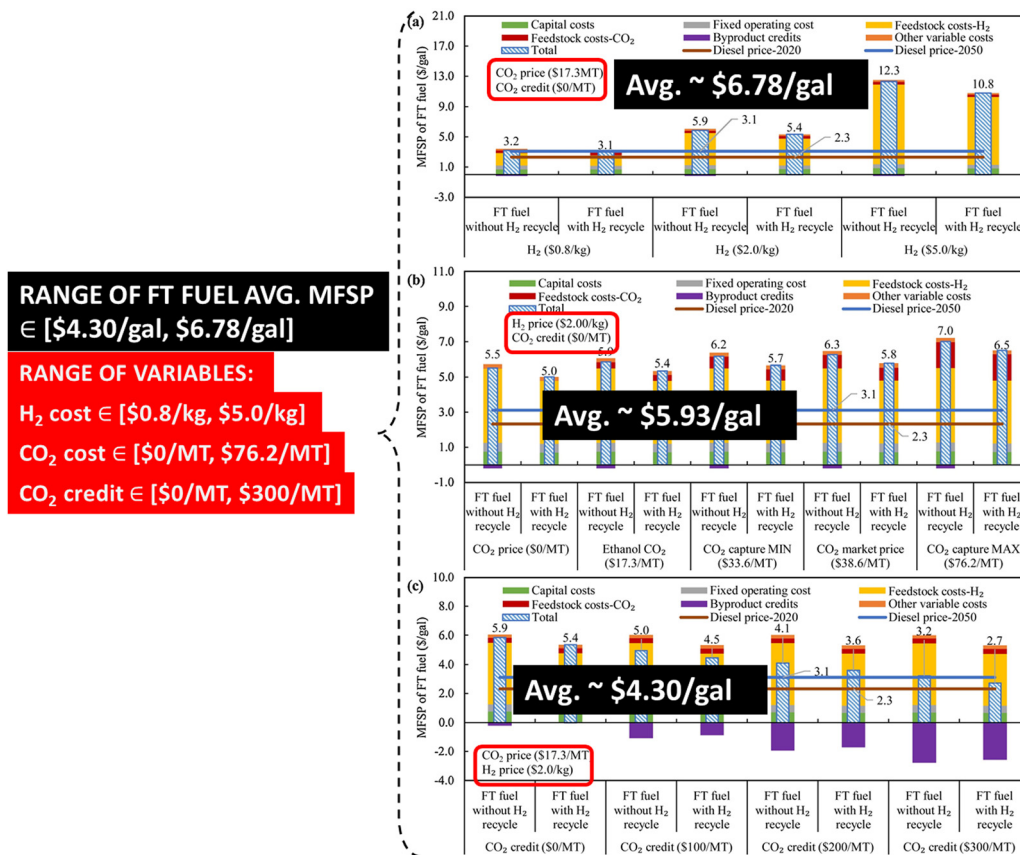 RANGE OF FT FUEL AVG. MFSP
∈ [$4.30/gal, $6.78/gal]
RANGE OF VARIABLES:
H₂ cost ∈ [$0.8/kg, $5.0/kg]
CO₂ cost ∈ [$0/MT, $76.2/MT]
CO₂ credit ∈ [$0/MT, $300/MT]
(a)
MFSP of FT fuel ($/gal)
21.0
17.0
13.0
9.0
5.0
1.0
-3.0
Capital costs
Fixed operating cost
Feedstock costs-H₂
Feedstock costs-CO₂
Byproduct credits
Other variable costs
Total
Diesel price-2020
Diesel price-2050
CO₂ price ($17.3MT)
CO₂ credit ($0/MT)
Avg. ~ $6.78/gal
3.2
3.1
5.9
3.1
5.4
2.3
12.3
10.8
FT fuel without H₂ recycle
FT fuel with H₂ recycle
FT fuel without H₂ recycle
FT fuel with H₂ recycle
FT fuel without H₂ recycle
FT fuel with H₂ recycle
H₂ ($0.8/kg)
H₂ ($2.0/kg)
H₂ ($5.0/kg)
(b)
MFSP of FT fuel ($/gal)
11.0
9.0
7.0
5.0
3.0
1.0
-1.0
Capital costs
Fixed operating cost
Feedstock costs-H₂
Feedstock costs-CO₂
Byproduct credits
Other variable costs
Total
Diesel price-2020
Diesel price-2050
H₂ price ($2.00/kg)
CO₂ credit ($0/MT)
Avg. ~ $5.93/gal
5.5
5.0
5.9
5.4
6.2
5.7
6.3
3.1
5.8
2.3
7.0
6.5
FT fuel without H₂ recycle
FT fuel with H₂ recycle
FT fuel without H₂ recycle
FT fuel with H₂ recycle
FT fuel without H₂ recycle
FT fuel with H₂ recycle
FT fuel without H₂ recycle
FT fuel with H₂ recycle
FT fuel without H₂ recycle
FT fuel with H₂ recycle
CO₂ price ($0/MT)
Ethanol CO₂ ($17.3/MT)
CO₂ capture MIN ($33.6/MT)
CO₂ market price ($38.6/MT)
CO₂ capture MAX ($76.2/MT)
(c)
MFSP of FT fuel ($/gal)
10.0
8.0
6.0
4.0
2.0
0.0
-2.0
-4.0
Capital costs
Fixed operating cost
Feedstock costs-H₂
Feedstock costs-CO₂
Byproduct credits
Other variable costs
Total
Diesel price-2020
Diesel price-2050
Avg. ~ $4.30/gal
5.9
5.4
5.0
4.5
4.1
3.1
3.6
2.3
3.2
2.7
CO₂ price ($17.3/MT
H₂ price ($2.0/kg)
FT fuel without H₂ recycle
FT fuel with H₂ recycle
FT fuel without H₂ recycle
FT fuel with H₂ recycle
FT fuel without H₂ recycle
FT fuel with H₂ recycle
FT fuel without H₂ recycle
FT fuel with H₂ recycle
CO₂ credit ($0/MT)
CO₂ credit ($100/MT)
CO₂ credit ($200/MT)
CO₂ credit ($300/MT)